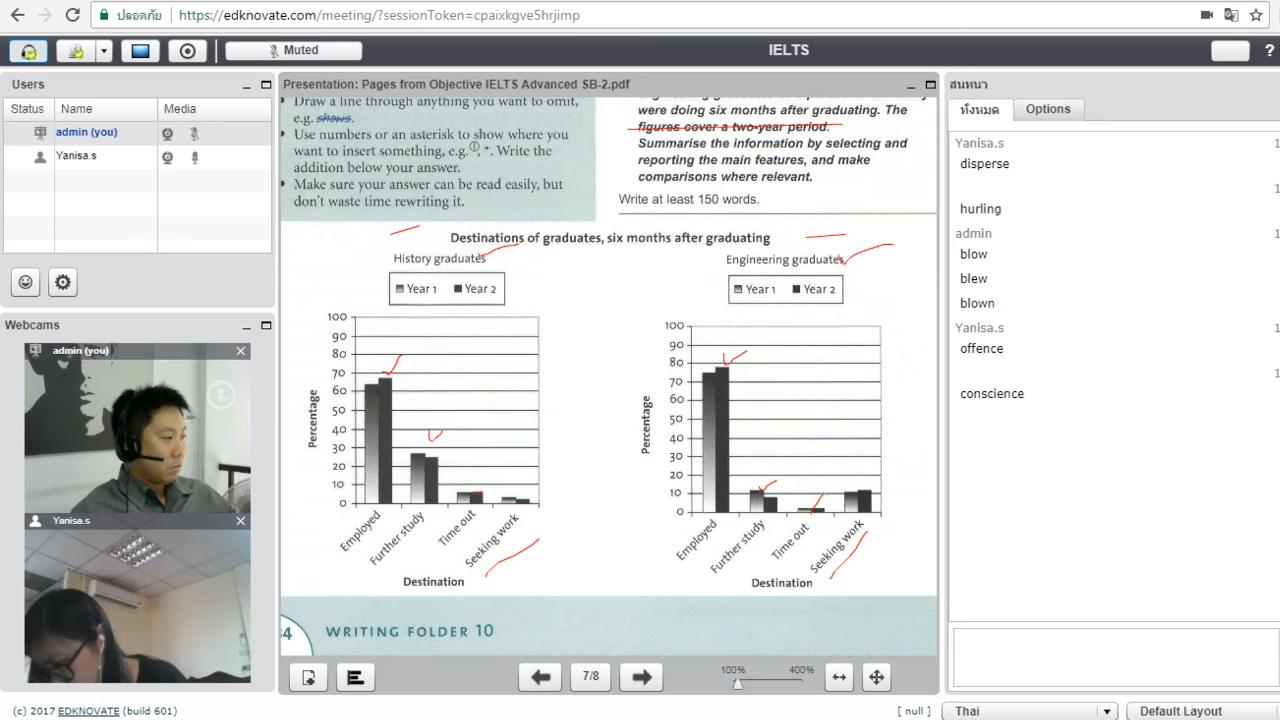 ปลอดภัย
https://edknovate.com/meeting/?sessionToken=cpaixkgve5hrjimp
Muted
IELTS
?
Users
Status Name Media
admin (you)
Yanisa.s
Webcams
admin (you)
Yanisa.s
Presentation: Pages from Objective IELTS Advanced SB-2.pdf
• Draw a line through anything you want to omit,
e.g. shows.
• Use numbers or an asterisk to show where you
want to insert something, e.g.①, *. Write the
addition below your answer.
• Make sure your answer can be read easily, but
don't waste time rewriting it.
were doing six months after graduating. The
figures cover a two-year period.
Summarise the information by selecting and
reporting the main features, and make
comparisons where relevant.
Write at least 150 words.
Destinations of graduates, six months after graduating
History graduates
Year 1 Year 2
100
90
80
70
60
50
40
30
20
10
0
Percentage
Employed
Further study
Time out
Seeking work
Destination
Engineering graduates
Year 1 Year 2
100
90
80
70
60
50
40
30
20
10
0
Percentage
Employed
Further study
Time out
Seeking work
Destination
4 WRITING FOLDER 10
7/8
100% 400%
สนทนา
ทั้งหมด Options
Yanisa.s 1
disperse
1
hurling
admin 1
blow
blew
blown
Yanisa.s 1
offence
1
conscience
(c) 2017 EDKNOVATE (build 601)
[ null ]
Thai
Default Layout